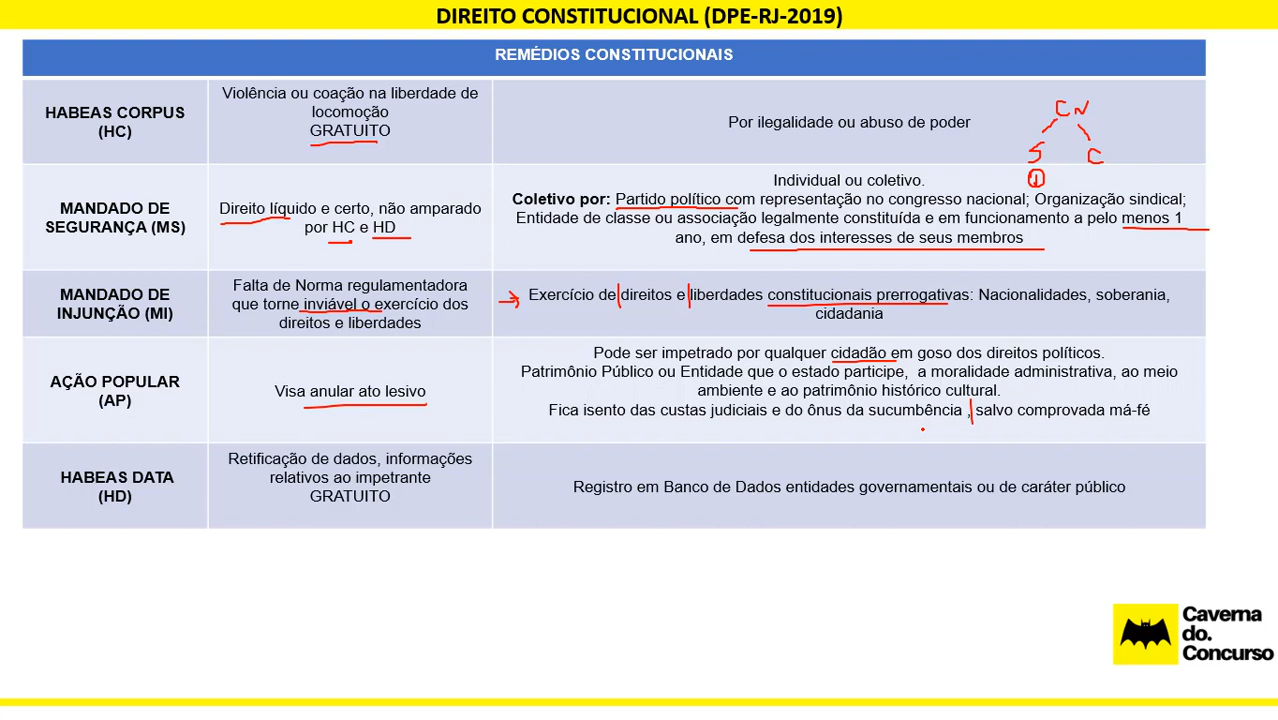 DIREITO CONSTITUCIONAL (DPE-RJ-2019)
REMÉDIOS CONSTITUCIONAIS
HABEAS CORPUS
(HC)
Violência ou coação na liberdade de
locomoção
GRATUITO
Por ilegalidade ou abuso de poder
CN
S C
1
MANDADO DE
SEGURANÇA (MS)
Direito líquido e certo, não amparado
por HC e HD
Individual ou coletivo.
Coletivo por: Partido político com representação no congresso nacional; Organização sindical;
Entidade de classe ou associação legalmente constituída e em funcionamento a pelo menos 1
ano, em defesa dos interesses de seus membros
MANDADO DE
INJUNÇÃO (MI)
Falta de Norma regulamentadora
que torne inviável o exercício dos
direitos e liberdades
Exercício de direitos e liberdades constitucionais prerrogativas: Nacionalidades, soberania,
cidadania
AÇÃO POPULAR
(AP)
Visa anular ato lesivo
Pode ser impetrado por qualquer cidadão em goso dos direitos políticos.
Patrimônio Público ou Entidade que o estado participe, a moralidade administrativa, ao meio
ambiente e ao patrimônio histórico cultural.
Fica isento das custas judiciais e do ônus da sucumbência , salvo comprovada má-fé
HABEAS DATA
(HD)
Retificação de dados, informações
relativos ao impetrante
GRATUITO
Registro em Banco de Dados entidades governamentais ou de caráter público
Caverna
do.
Concurso